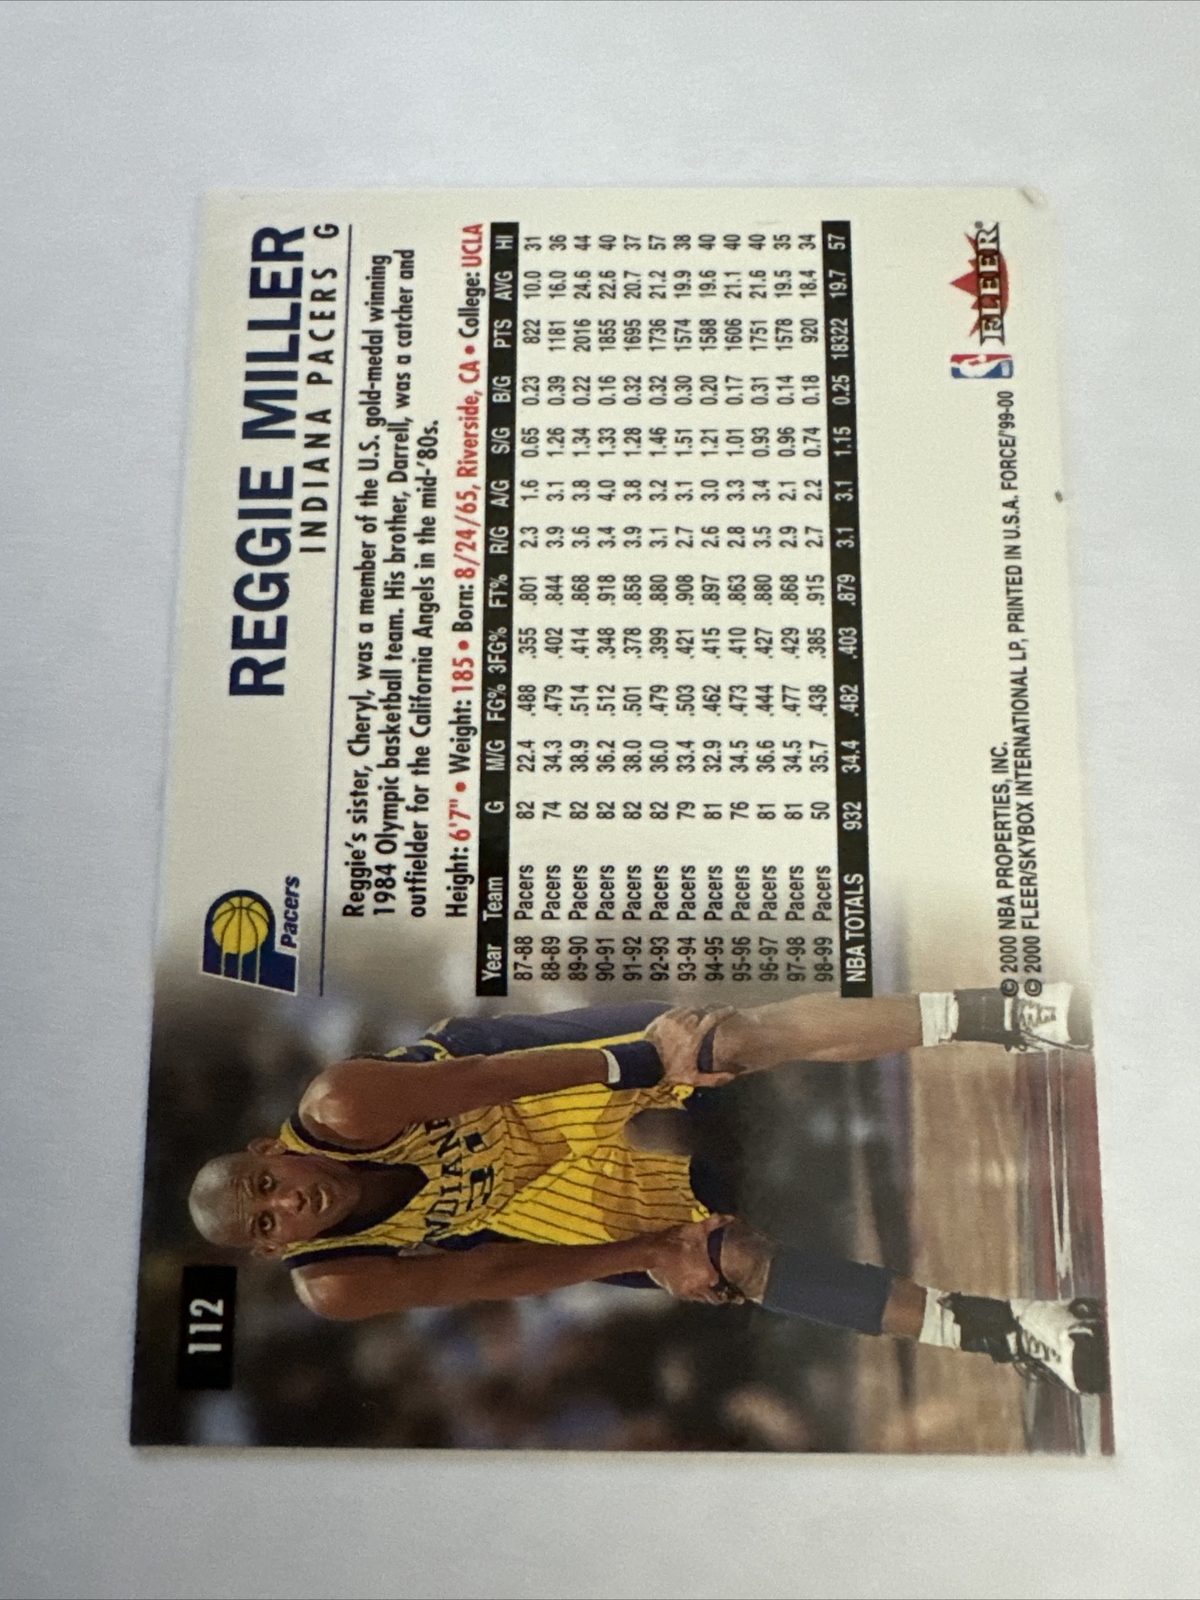 112
Pacers
REGGIE MILLER
INDIANA PACERS G
Reggie's sister, Cheryl, was a member of the U.S. gold-medal winning
1984 Olympic basketball team. His brother, Darrell, was a catcher and
outfielder for the California Angels in the mid-'80s.
Height: 6'7" • Weight: 185 • Born: 8/24/65, Riverside, CA • College: UCLA
Year Team G M/G FG% 3FG% FT% R/G A/G S/G B/G PTS AVG HI
87-88 Pacers 82 22.4 .488 .355 .801 2.3 1.6 0.65 0.23 822 10.0 31
88-89 Pacers 74 34.3 .479 .402 .844 3.9 3.1 1.26 0.39 1181 16.0 36
89-90 Pacers 82 38.9 .514 .414 .868 3.6 3.8 1.34 0.22 2016 24.6 44
90-91 Pacers 82 36.2 .512 .348 .918 3.4 4.0 1.33 0.16 1855 22.6 40
91-92 Pacers 82 38.0 .501 .378 .858 3.9 3.8 1.28 0.32 1695 20.7 37
92-93 Pacers 82 36.0 .479 .399 .880 3.1 3.2 1.46 0.32 1736 21.2 57
93-94 Pacers 79 33.4 .503 .421 .908 2.7 3.1 1.51 0.30 1574 19.9 38
94-95 Pacers 81 32.9 .462 .415 .897 2.6 3.0 1.21 0.20 1588 19.6 40
95-96 Pacers 76 34.5 .473 .410 .863 2.8 3.3 1.01 0.17 1606 21.1 40
96-97 Pacers 81 36.6 .444 .427 .880 3.5 3.4 0.93 0.31 1751 21.6 40
97-98 Pacers 81 34.5 .477 .429 .868 2.9 2.1 0.96 0.14 1578 19.5 35
98-99 Pacers 50 35.7 .438 .385 .915 2.7 2.2 0.74 0.18 920 18.4 34
NBA TOTALS 932 34.4 .482 .403 .879 3.1 3.1 1.15 0.25 18322 19.7 57
© 2000 NBA PROPERTIES, INC.
© 2000 FLEER/SKYBOX INTERNATIONAL LP, PRINTED IN U.S.A. FORCE/'99-00
FLEER®